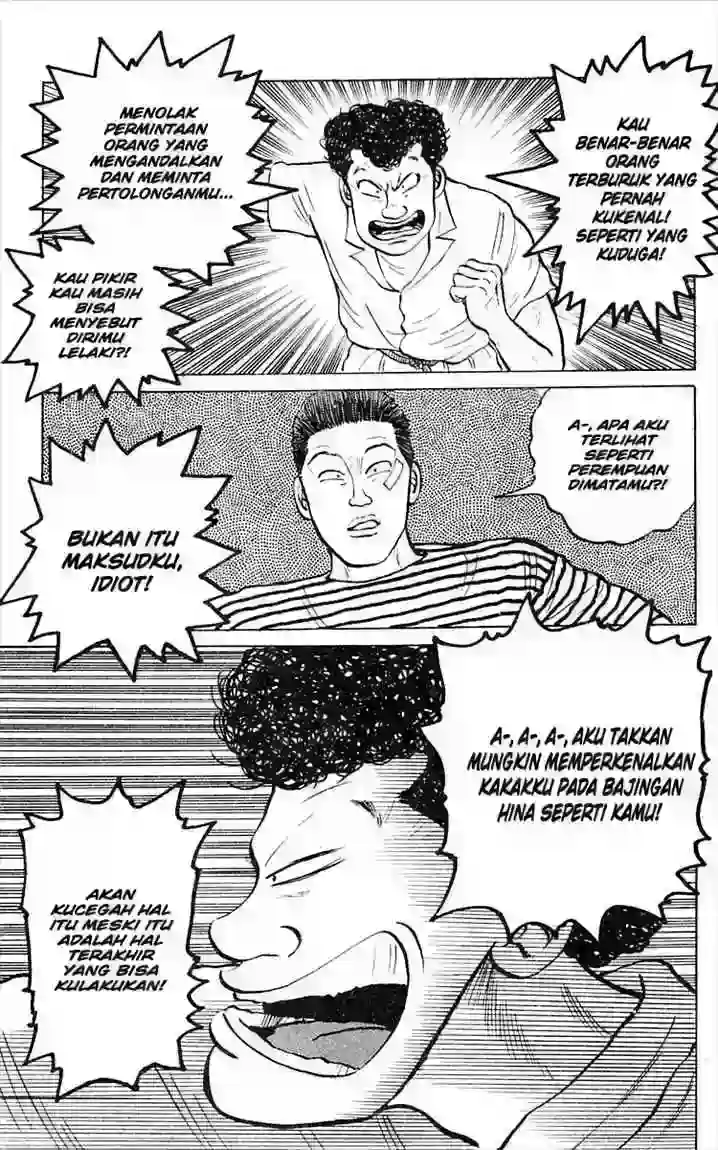 KAU
BENAR-BENAR
ORANG
TERBURUK YANG
PERNAH
KUKENAL!
SEPERTI YANG
KUDUGA!
MENOLAK
PERMINTAAN
ORANG YANG
MENGANDALKAN
DAN MEMINTA
PERTOLONGANMU...
KAU PIKIR
KAU MASIH
BISA
MENYEBUT
DIRIMU
LELAKI?!
A-, APA AKU
TERLIHAT
SEPERTI
PEREMPUAN
DIMATAMU?!
BUKAN ITU
MAKSUDKU,
IDIOT!
A-, A-, A-, AKU TAKKAN
MUNGKIN MEMPERKENALKAN
KAKAKKU PADA BAJINGAN
HINA SEPERTI KAMU!
AKAN
KUCEGAH HAL
ITU MESKI ITU
ADALAH HAL
TERAKHIR
YANG BISA
KULAKUKAN!